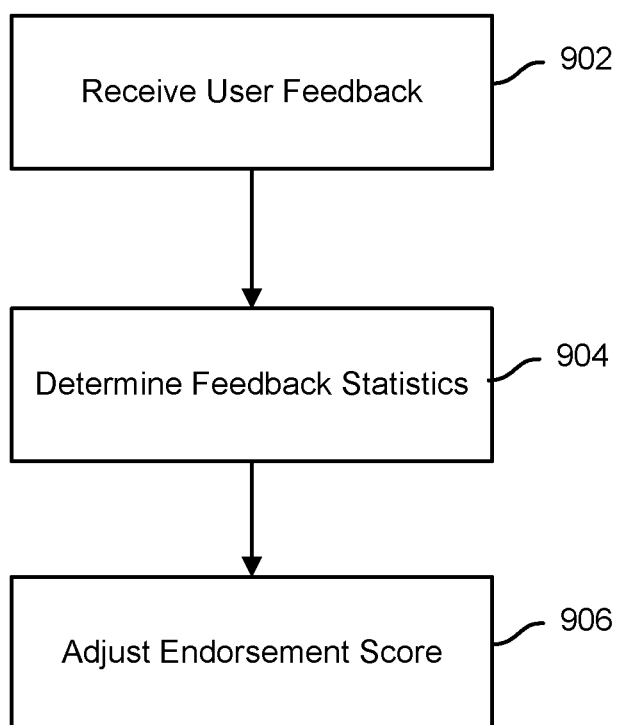 Receive User Feedback
902
Determine Feedback Statistics
904
Adjust Endorsement Score
906